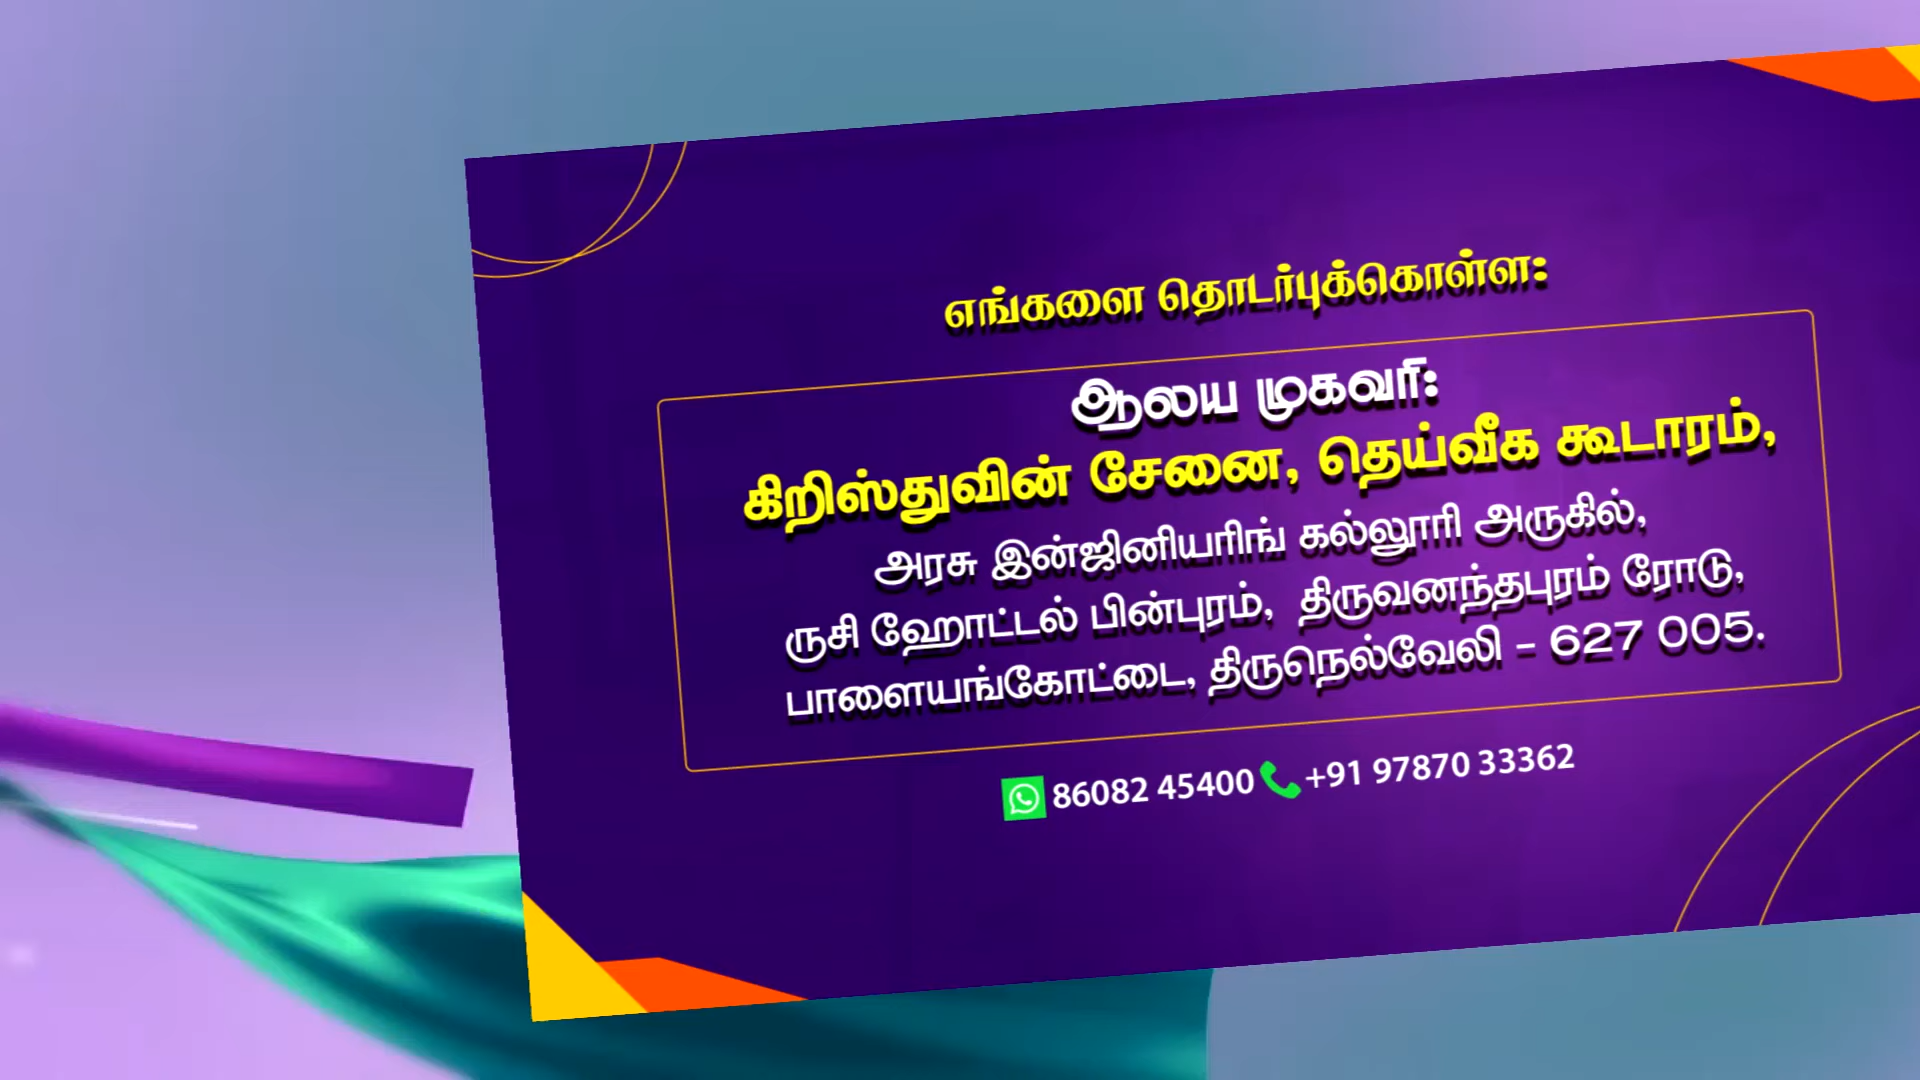 எங்களை தொடர்புக்கொள்ள:
ஆலய முகவரி:
கிறிஸ்துவின் சேனை, தெய்வீக கூடாரம்,
அரசு இன்ஜினியரிங் கல்லூரி அருகில்,
ருசி ஹோட்டல் பின்புரம், திருவனந்தபுரம் ரோடு,
பாளையங்கோட்டை, திருநெல்வேலி - 627 005.
86082 45400 +91 97870 33362